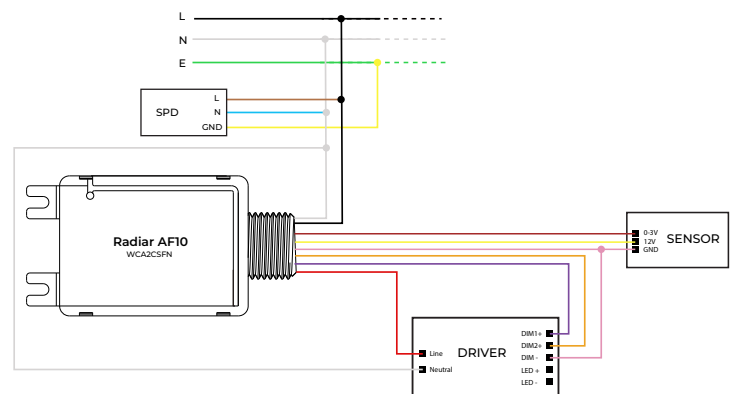 L
N
E
SPD
L
N
GND
Radiar AF10
WCA2CSFN
0-3V
12V
GND
SENSOR
DRIVER
Line
Neutral
DIM1+
DIM2+
DIM -
LED +
LED -